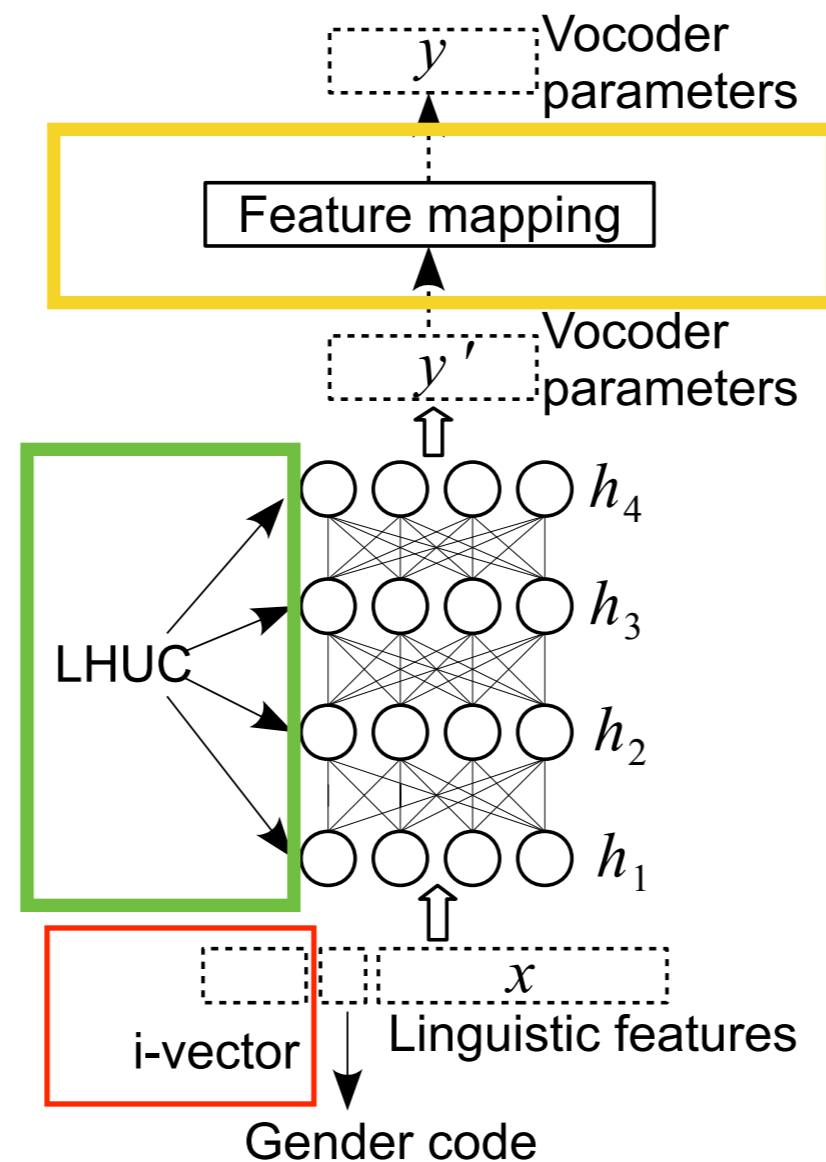 y
Vocoder
parameters
Feature mapping
y'
Vocoder
parameters
h4
h3
LHUC
h2
h1
x
i-vector
Linguistic features
Gender code